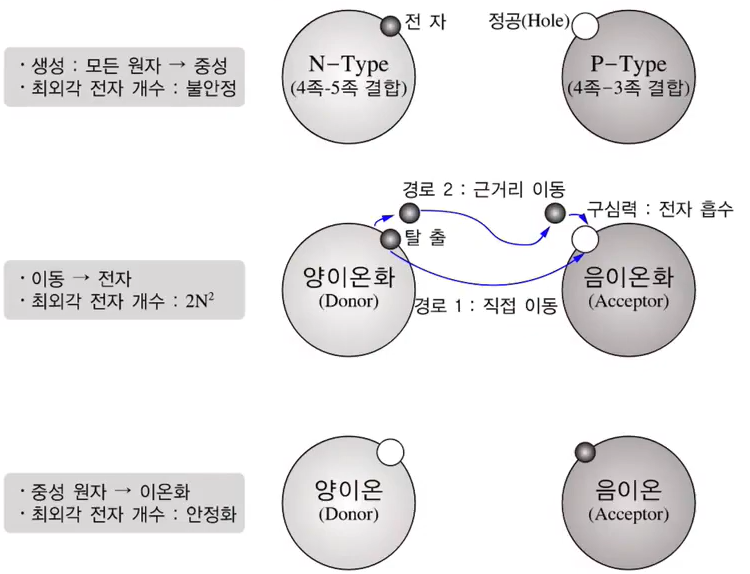 · 생성 : 모든 원자 → 중성
· 최외각 전자 개수 : 불안정
전 자
N-Type
(4족-5족 결합)
정공(Hole)
P-Type
(4족-3족 결합)
경로 2 : 근거리 이동
구심력 : 전자 흡수
탈 출
· 이동 → 전자
· 최외각 전자 개수 : 2N²
양이온화
(Donor)
음이온화
(Acceptor)
경로 1 : 직접 이동
· 중성 원자 → 이온화
· 최외각 전자 개수 : 안정화
양이온
(Donor)
음이온
(Acceptor)